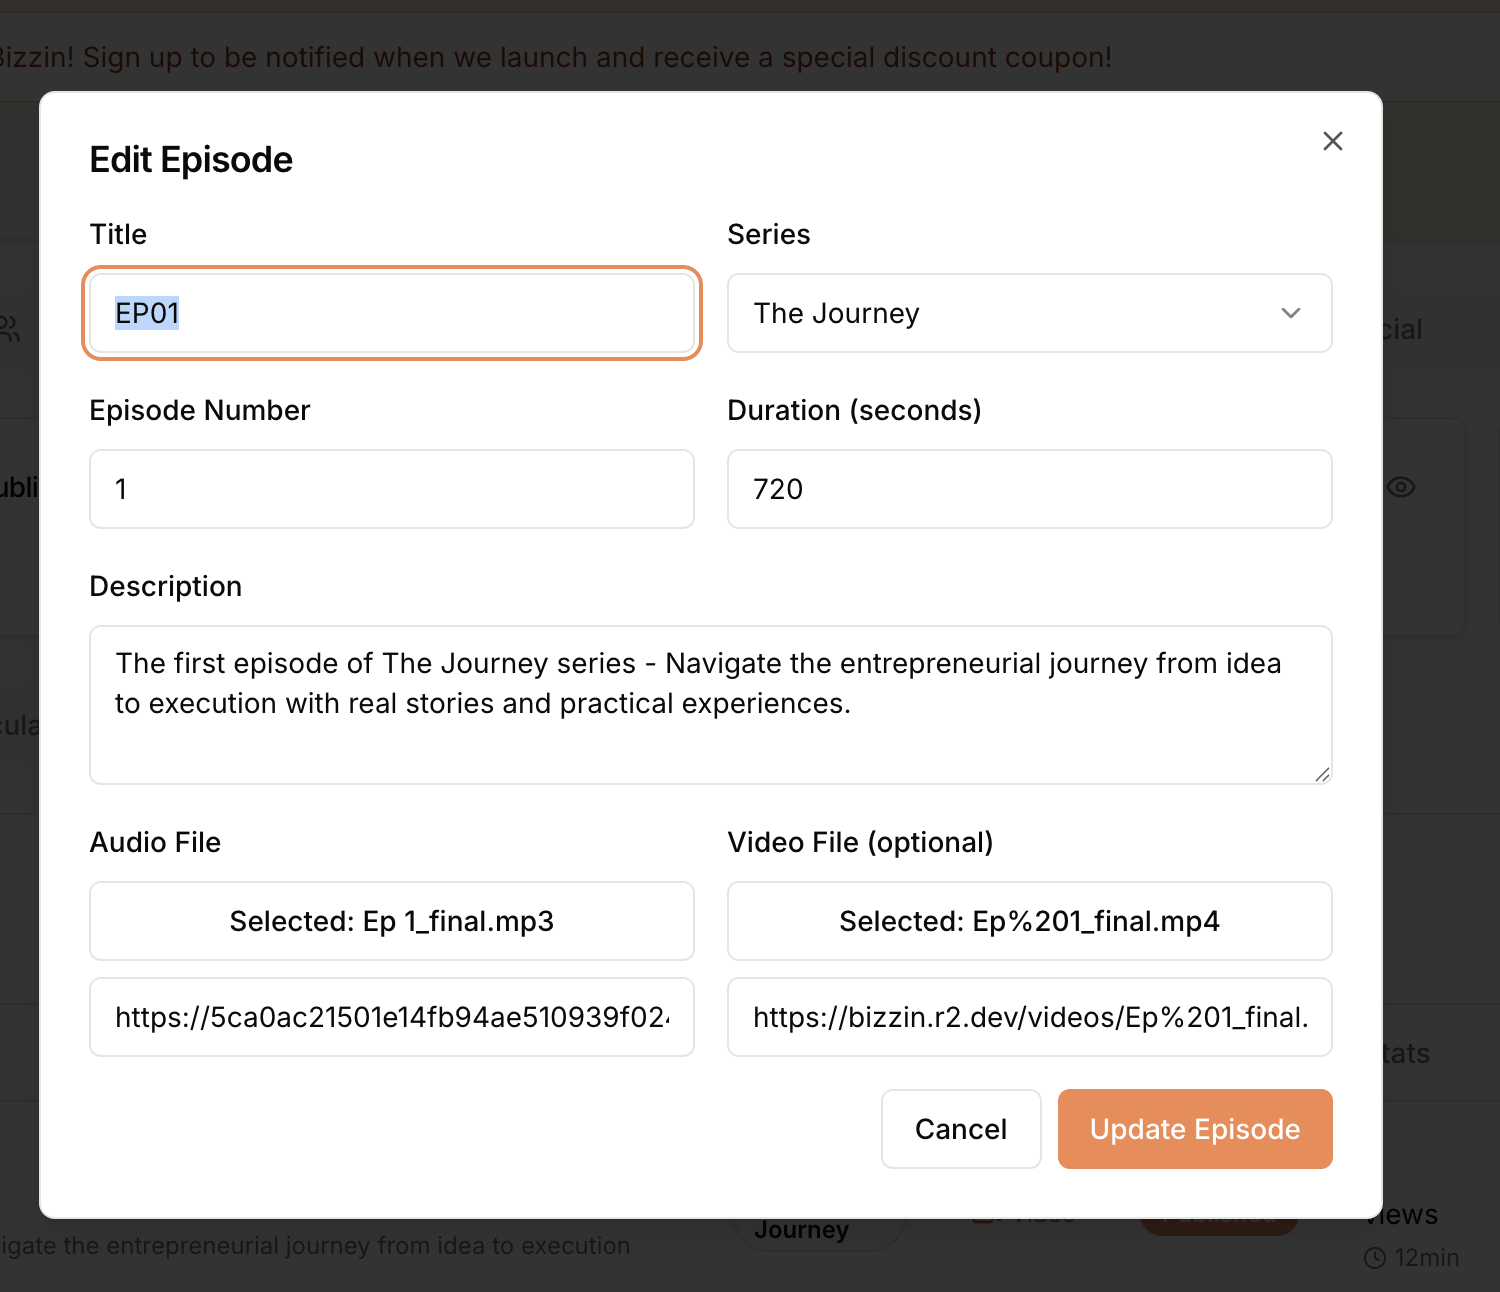 Bizzin! Sign up to be notified when we launch and receive a special discount coupon!
Edit Episode
Title
Series
EP01
The Journey
cial
Episode Number
Duration (seconds)
ubli
1
720
Description
The first episode of The Journey series - Navigate the entrepreneurial journey from idea
to execution with real stories and practical experiences.
cula
Audio File
Video File (optional)
Selected: Ep 1_final.mp3
Selected: Ep%201_final.mp4
https://5ca0ac21501e14fb94ae510939f024
https://bizzin.r2.dev/videos/Ep%201_final.
tats
Cancel
Update Episode
Journey
Video
Published
views
igate the entrepreneurial journey from idea to execution
12min